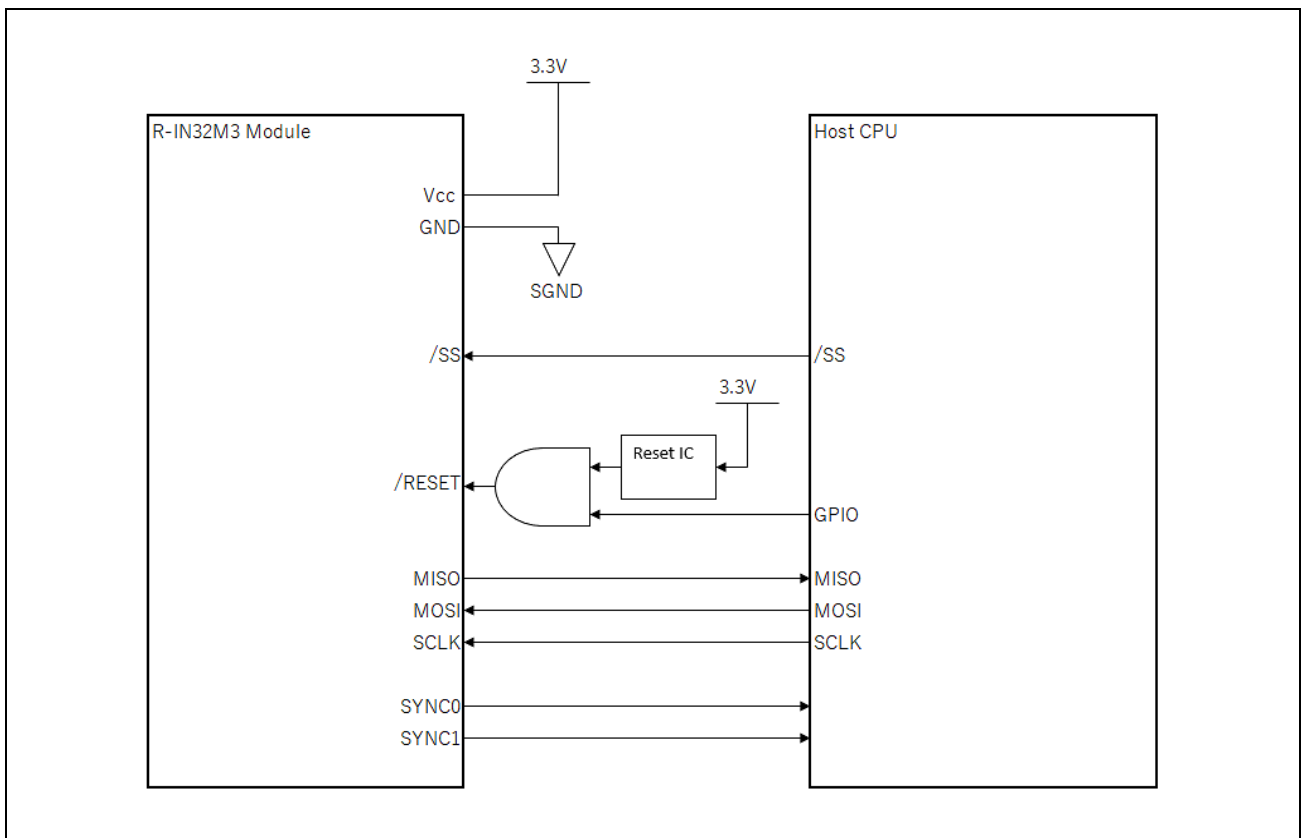 3.3V
R-IN32M3 Module
Host CPU
Vcc
GND
SGND
/SS
/SS
3.3V
Reset IC
/RESET
GPIO
MISO
MISO
MOSI
MOSI
SCLK
SCLK
SYNC0
SYNC1